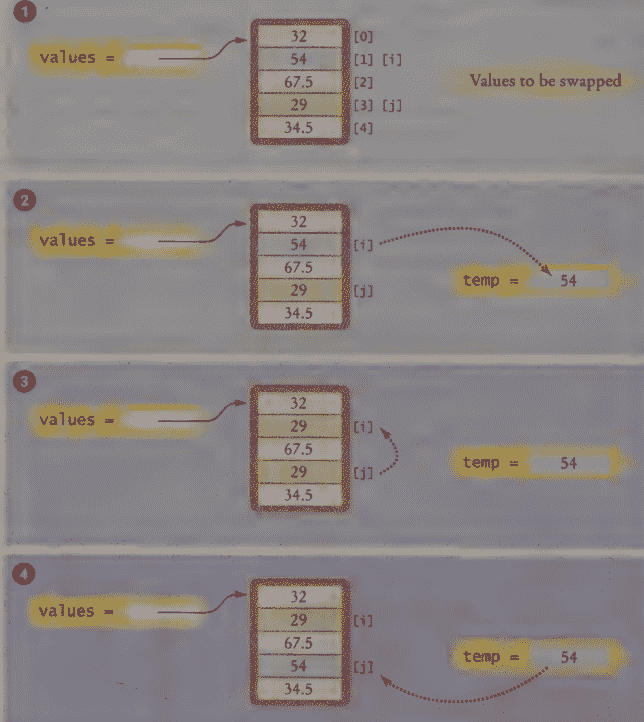 1
values =
32 [0]
54 [1] [i]
67.5 [2]
29 [3] [j]
34.5 [4]
Values to be swapped
2
values =
32
54 [i]
67.5
29 [j]
34.5
temp = 54
3
values =
32
29 [i]
67.5
29 [j]
34.5
temp = 54
4
values =
32
29 [i]
67.5
54 [j]
34.5
temp = 54